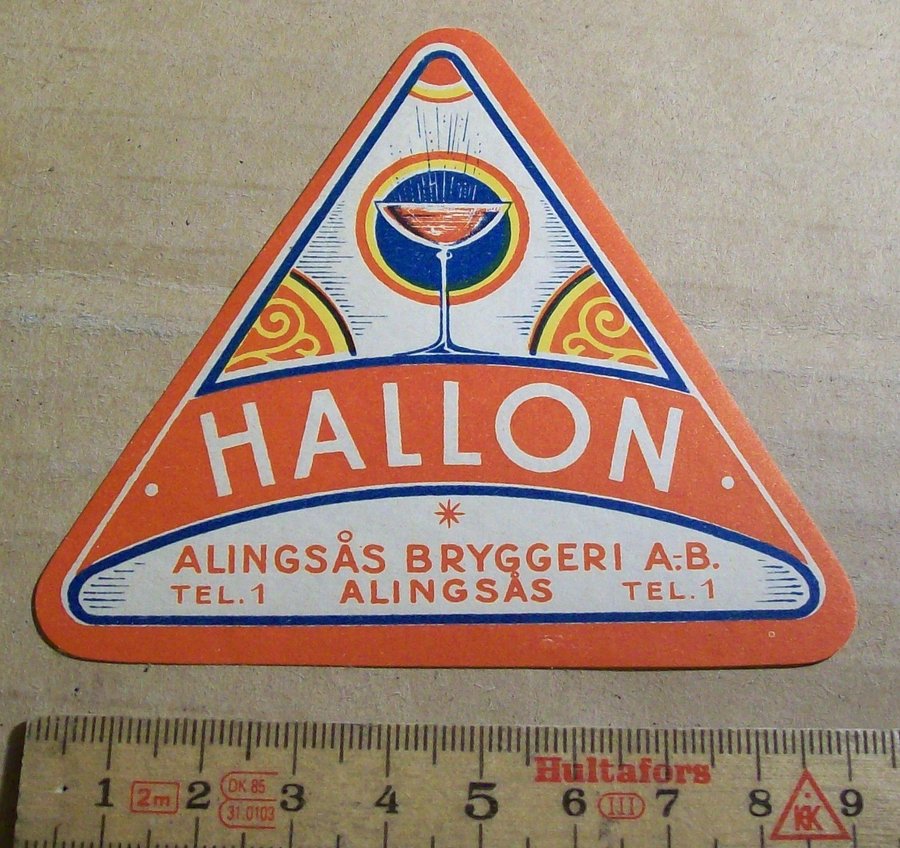 HALLON
ALINGSÅS BRYGGERI A.-B.
TEL. 1 ALINGSÅS TEL. 1
Hultafors
1 2m 2 DK 85 3 4 5 6 III 7 8 9
31.0103